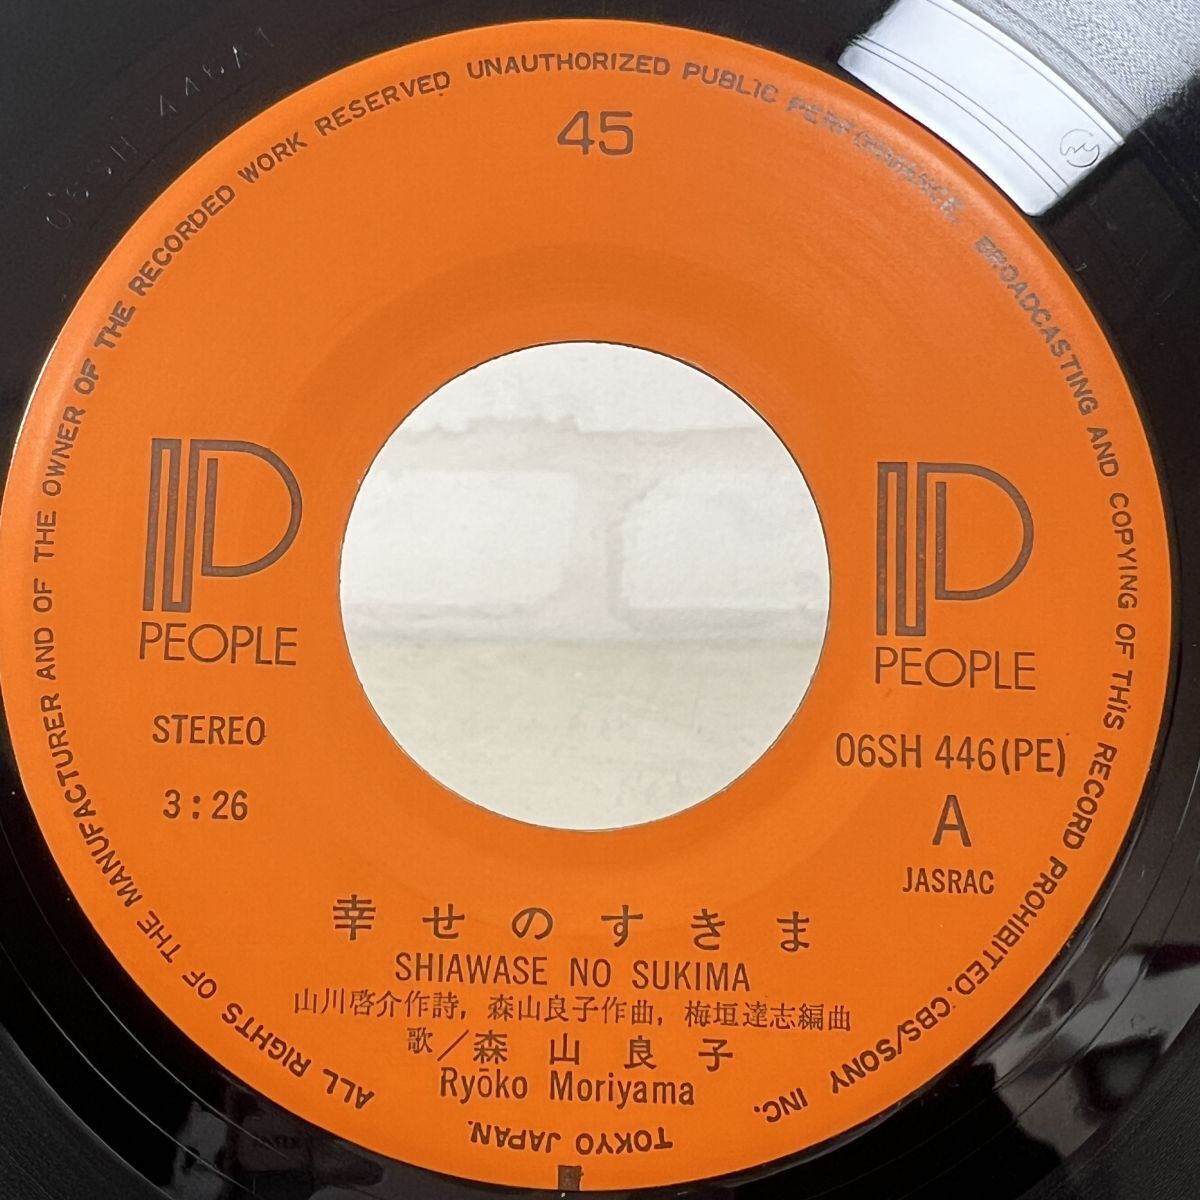 ALL RIGHTS OF THE MANUFACTURER AND OF THE OWNER OF THE RECORDED WORK RESERVED UNAUTHORIZED PUBLIC PERFORMANCE, BROADCASTING AND COPYING OF THIS RECORD PROHIBITED. CBS/SONY INC.
TOKYO JAPAN.
45
PEOPLE
PEOPLE
STEREO
3:26
06SH 446(PE)
A
JASRAC
幸せのすきま
SHIAWASE NO SUKIMA
山川啓介作詩, 森山良子作曲, 梅垣達志編曲
歌/森山良子
Ryōko Moriyama